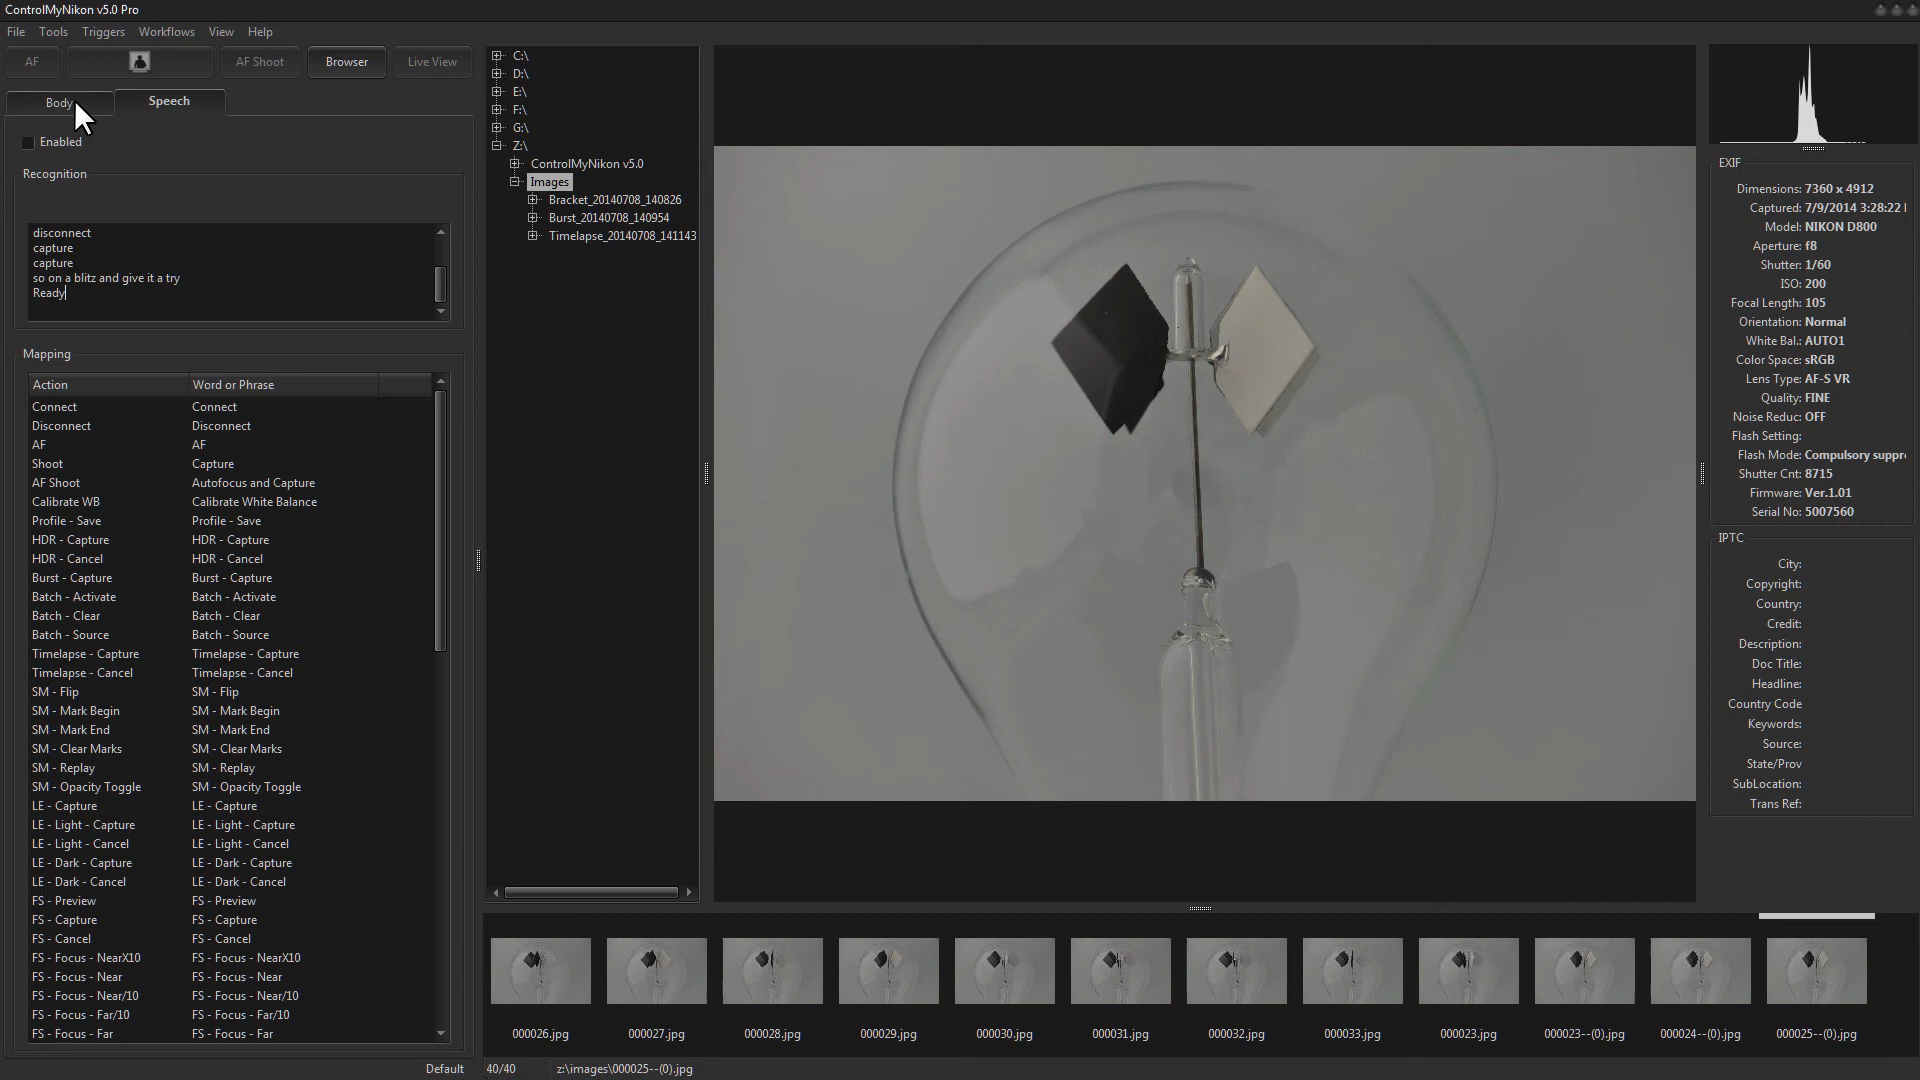 ControlMyNikon v5.0 Pro
File Tools Triggers Workflows View Help
AF AF Shoot Browser Live View
Body Speech
Enabled
Recognition
disconnect
capture
capture
so on a blitz and give it a try
Ready
Mapping
Action Word or Phrase
Connect Connect
Disconnect Disconnect
AF AF
Shoot Capture
AF Shoot Autofocus and Capture
Calibrate WB Calibrate White Balance
Profile - Save Profile - Save
HDR - Capture HDR - Capture
HDR - Cancel HDR - Cancel
Burst - Capture Burst - Capture
Batch - Activate Batch - Activate
Batch - Clear Batch - Clear
Batch - Source Batch - Source
Timelapse - Capture Timelapse - Capture
Timelapse - Cancel Timelapse - Cancel
SM - Flip SM - Flip
SM - Mark Begin SM - Mark Begin
SM - Mark End SM - Mark End
SM - Clear Marks SM - Clear Marks
SM - Replay SM - Replay
SM - Opacity Toggle SM - Opacity Toggle
LE - Capture LE - Capture
LE - Light - Capture LE - Light - Capture
LE - Light - Cancel LE - Light - Cancel
LE - Dark - Capture LE - Dark - Capture
LE - Dark - Cancel LE - Dark - Cancel
FS - Preview FS - Preview
FS - Capture FS - Capture
FS - Cancel FS - Cancel
FS - Focus - NearX10 FS - Focus - NearX10
FS - Focus - Near FS - Focus - Near
FS - Focus - Near/10 FS - Focus - Near/10
FS - Focus - Far/10 FS - Focus - Far/10
FS - Focus - Far FS - Focus - Far
Default
C:\
D:\
E:\
F:\
G:\
Z:\
ControlMyNikon v5.0
Images
Bracket_20140708_140826
Burst_20140708_140954
Timelapse_20140708_141143
EXIF
Dimensions: 7360 x 4912
Captured: 7/9/2014 3:28:22
Model: NIKON D800
Aperture: f8
Shutter: 1/60
ISO: 200
Focal Length: 105
Orientation: Normal
White Bal.: AUTO1
Color Space: sRGB
Lens Type: AF-S VR
Quality: FINE
Noise Reduc: OFF
Flash Setting:
Flash Mode: Compulsory suppr
Shutter Cnt: 8715
Firmware: Ver.1.01
Serial No: 5007560
IPTC
City:
Copyright:
Country:
Credit:
Description:
Doc Title:
Headline:
Country Code
Keywords:
Source:
State/Prov
SubLocation:
Trans Ref:
000026.jpg 000027.jpg 000028.jpg 000029.jpg 000030.jpg 000031.jpg 000032.jpg 000033.jpg 000023.jpg 000023--(0).jpg 000024--(0).jpg 000025--(0).jpg
40/40 z:\images\000025--(0).jpg